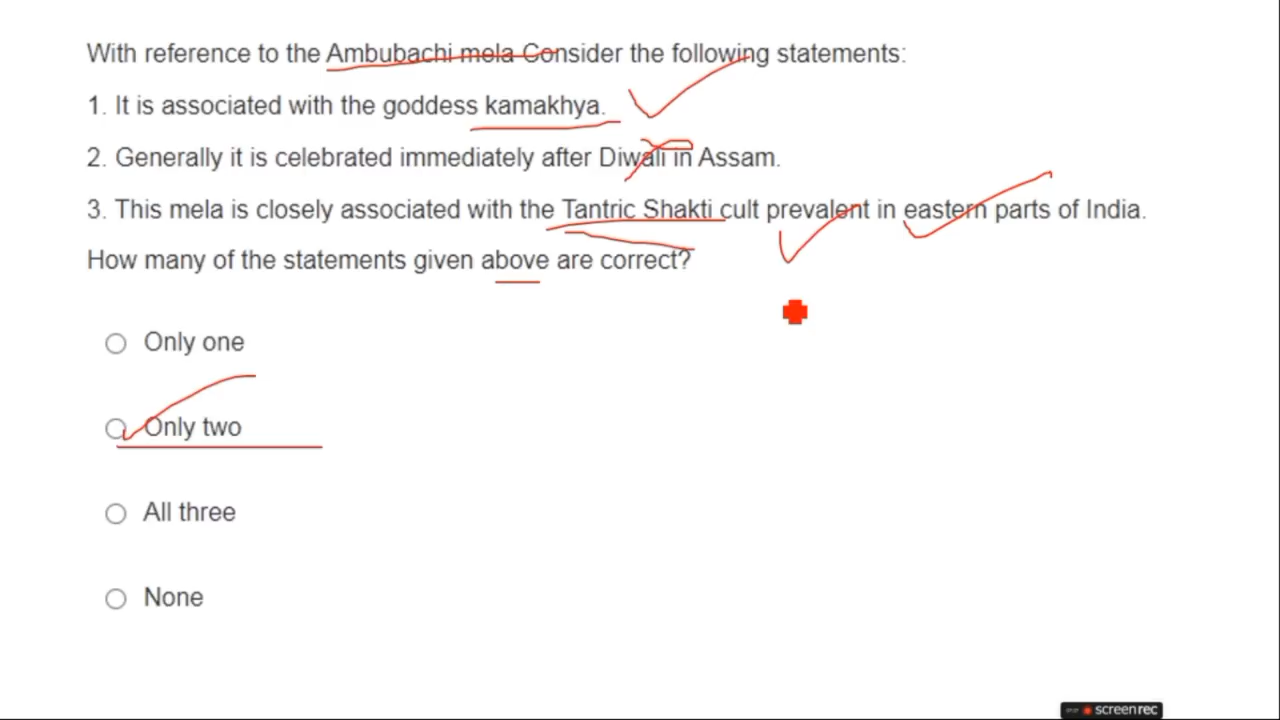 With reference to the Ambubachi mela Consider the following statements:
1. It is associated with the goddess kamakhya.
2. Generally it is celebrated immediately after Diwali in Assam.
3. This mela is closely associated with the Tantric Shakti cult prevalent in eastern parts of India.
How many of the statements given above are correct?
Only one
Only two
All three
None
screenrec